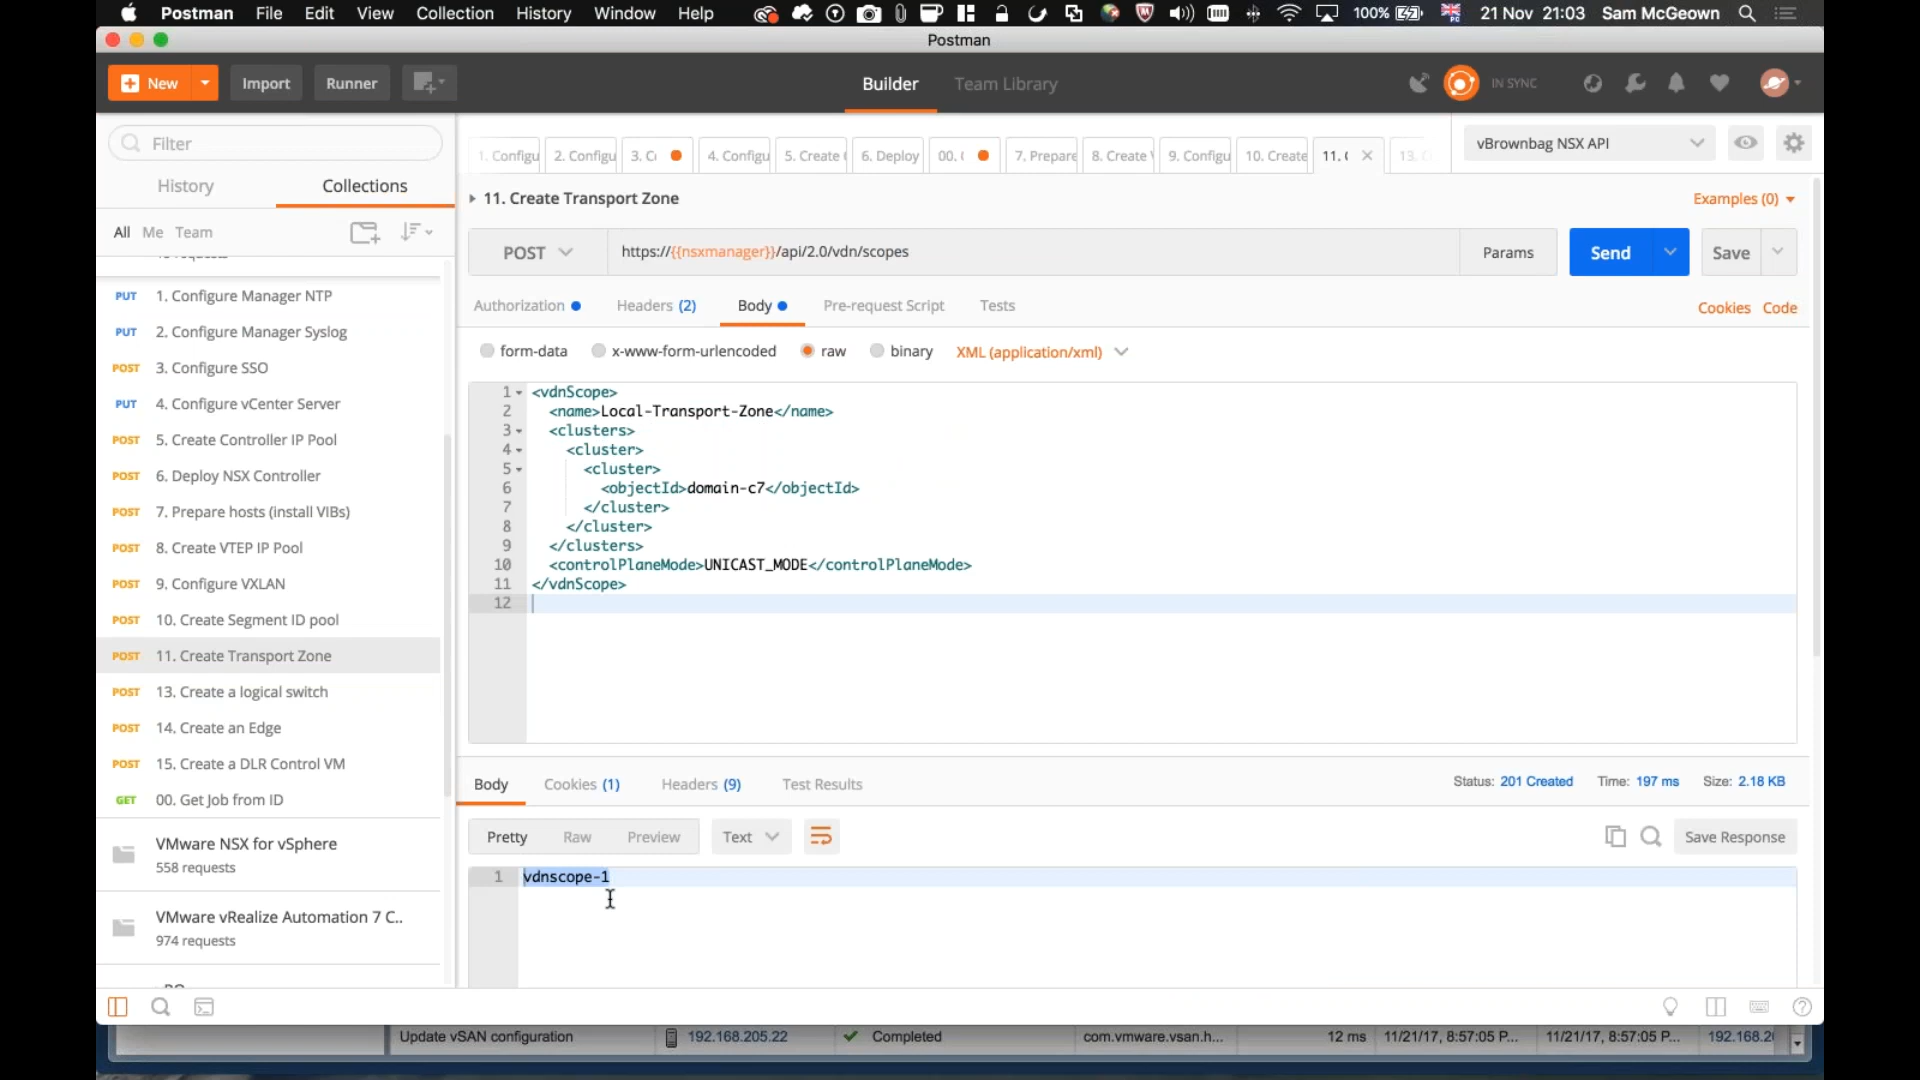 Postman File Edit View Collection History Window Help 100% 21 Nov 21:03 Sam McGeown
Postman
New Import Runner Builder Team Library IN SYNC
Filter
History Collections
All Me Team
PUT 1. Configure Manager NTP
PUT 2. Configure Manager Syslog
POST 3. Configure SSO
PUT 4. Configure vCenter Server
POST 5. Create Controller IP Pool
POST 6. Deploy NSX Controller
POST 7. Prepare hosts (install VIBs)
POST 8. Create VTEP IP Pool
POST 9. Configure VXLAN
POST 10. Create Segment ID pool
POST 11. Create Transport Zone
POST 13. Create a logical switch
POST 14. Create an Edge
POST 15. Create a DLR Control VM
GET 00. Get Job from ID
VMware NSX for vSphere
558 requests
VMware vRealize Automation 7 C..
974 requests
1. Configu 2. Configu 3. C 4. Configu 5. Create 6. Deploy 00. 7. Prepare 8. Create 9. Configu 10. Create 11. 13.
vBrownbag NSX API
11. Create Transport Zone
Examples (0)
POST https://{{nsxmanager}}/api/2.0/vdn/scopes Params Send Save
Authorization Headers (2) Body Pre-request Script Tests Cookies Code
form-data x-www-form-urlencoded raw binary XML (application/xml)
1 <vdnScope>
2 <name>Local-Transport-Zone</name>
3 <clusters>
4 <cluster>
5 <cluster>
6 <objectId>domain-c7</objectId>
7 </cluster>
8 </cluster>
9 </clusters>
10 <controlPlaneMode>UNICAST_MODE</controlPlaneMode>
11 </vdnScope>
12
Body Cookies (1) Headers (9) Test Results Status: 201 Created Time: 197 ms Size: 2.18 KB
Pretty Raw Preview Text Save Response
1 vdnscope-1
Update vSAN configuration 192.168.205.22 Completed com.vmware.vsan.h... 12 ms 11/21/17, 8:57:05 P... 11/21/17, 8:57:05 P... 192.168.2